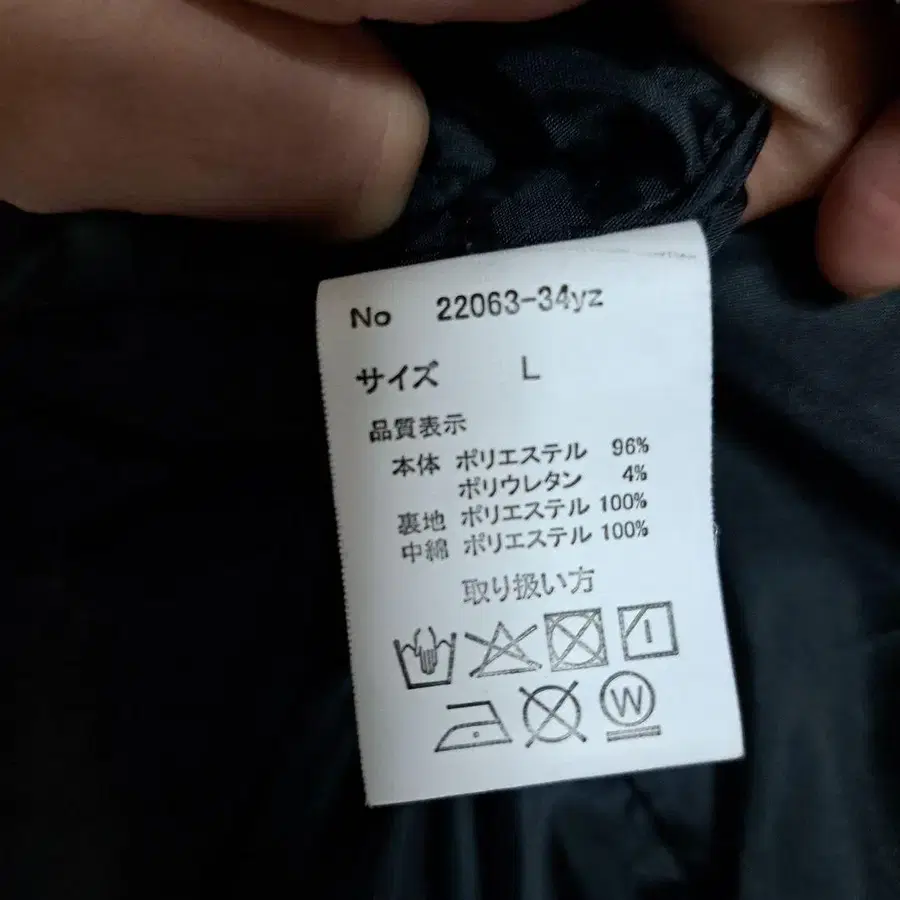 No 22063-34yz
サイズ L
品質表示
本体 ポリエステル 96%
ポリウレタン 4%
裏地 ポリエステル 100%
中綿 ポリエステル 100%
取り扱い方
W